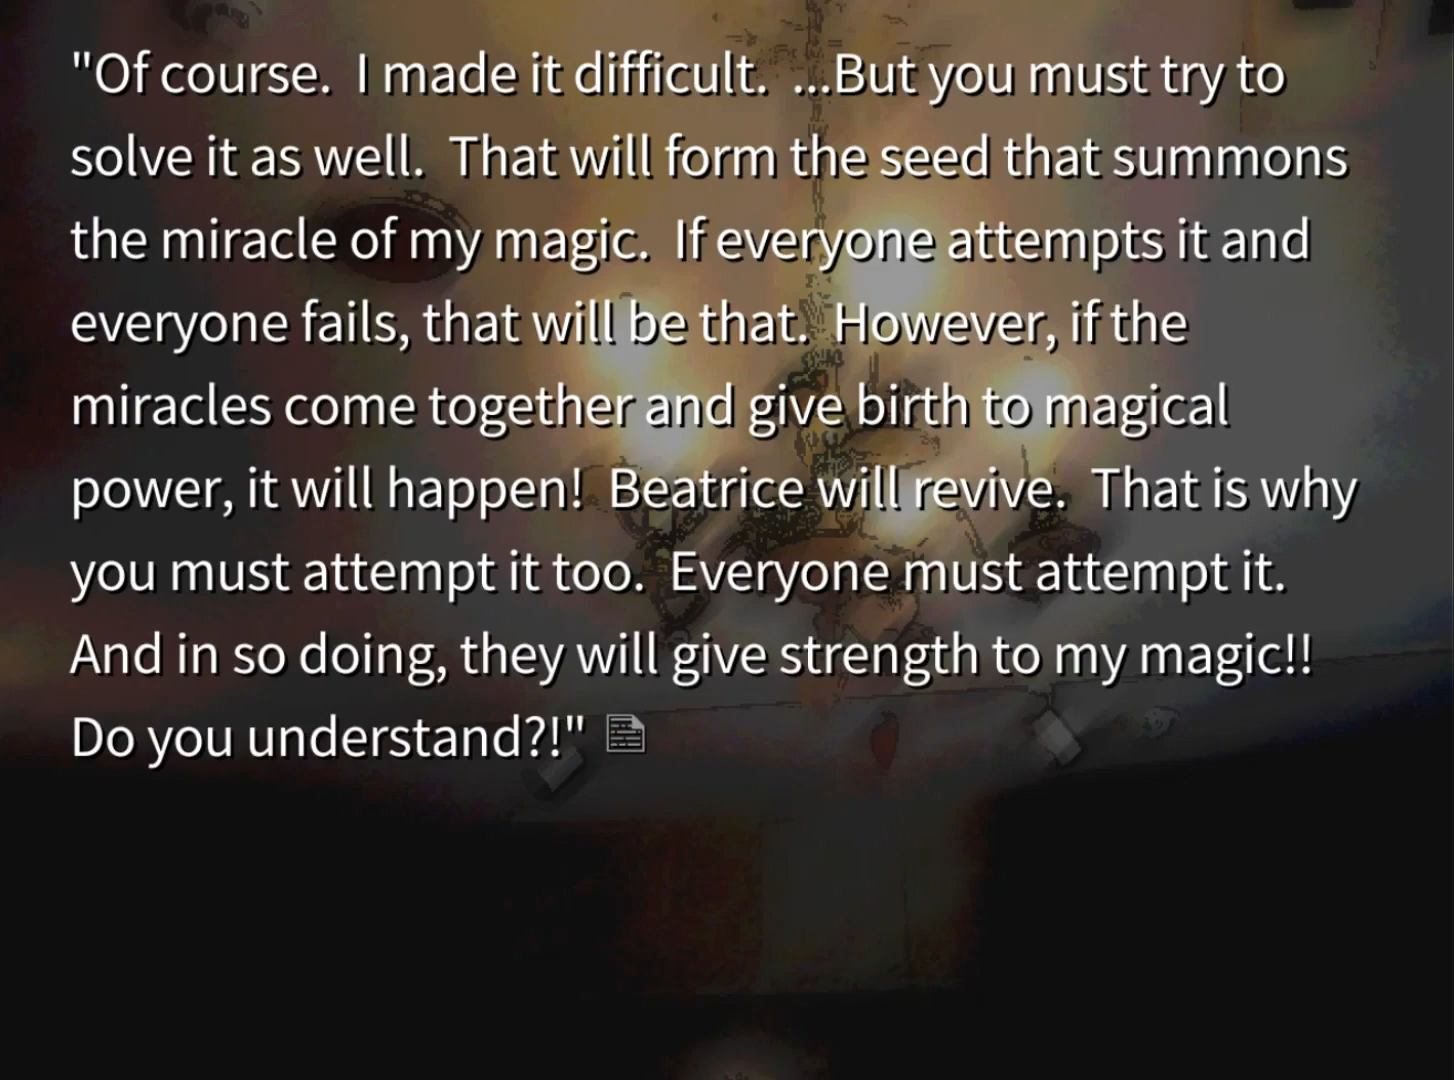 "Of course.  I made it difficult.  ...But you must try to
solve it as well.  That will form the seed that summons
the miracle of my magic.  If everyone attempts it and
everyone fails, that will be that.  However, if the
miracles come together and give birth to magical
power, it will happen!  Beatrice will revive.  That is why
you must attempt it too.  Everyone must attempt it.
And in so doing, they will give strength to my magic!!
Do you understand?!"